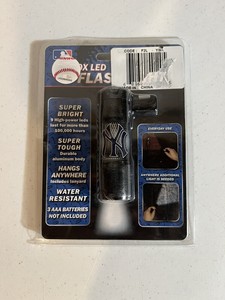 LED
SUPER
BRIGHT
9 High-power leds
last for more than
100,000 hours
SUPER
TOUGH
Durable
aluminum body
HANGS
ANYWHERE
Includes lanyard
WATER
RESISTANT
3 AAA BATTERIES
NOT INCLUDED
CODE:
CHINA
EVERYDAY USE
ANYWHERE ADDITIONAL
LIGHT IS NEEDED
NY